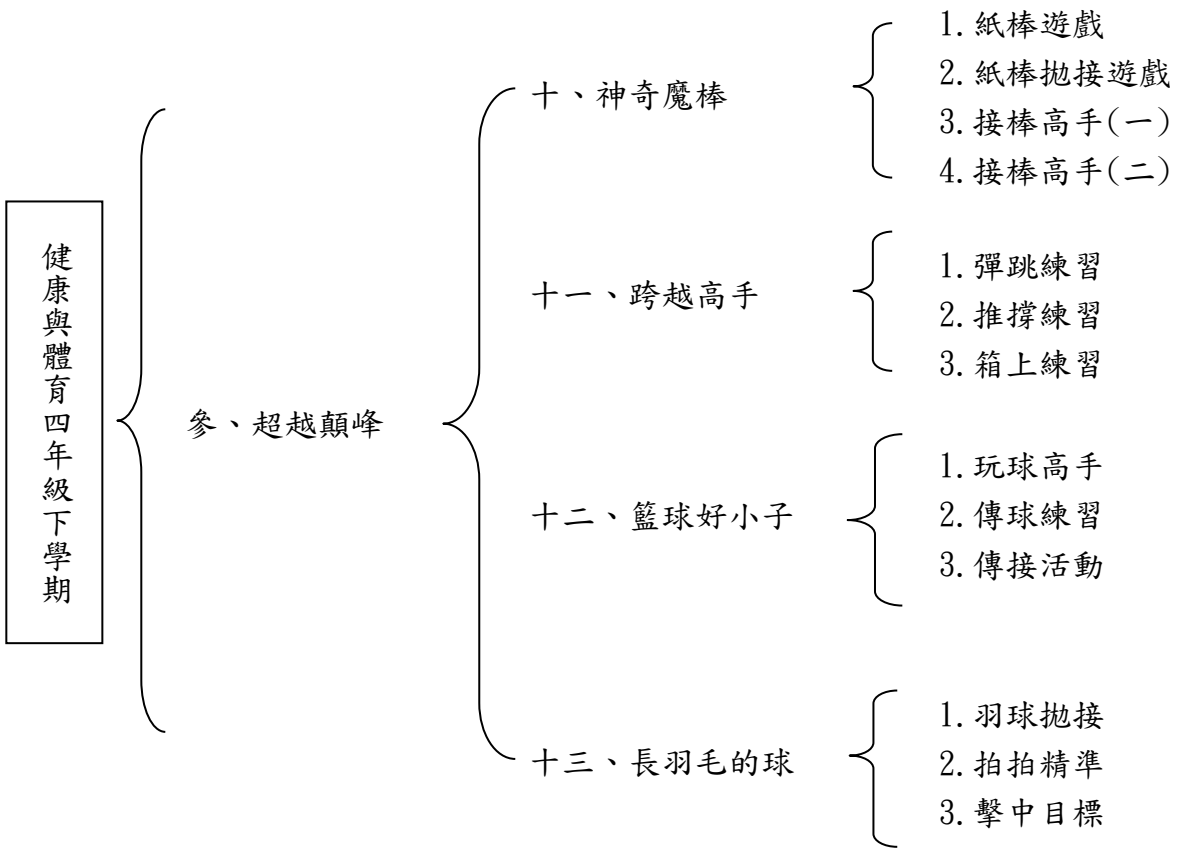 健康與體育四年級下學期
參、超越顛峰
十、神奇魔棒
1.紙棒遊戲
2.紙棒拋接遊戲
3.接棒高手(一)
4.接棒高手(二)
十一、跨越高手
1.彈跳練習
2.推撐練習
3.箱上練習
十二、籃球好小子
1.玩球高手
2.傳球練習
3.傳接活動
十三、長羽毛的球
1.羽球拋接
2.拍拍精準
3.擊中目標